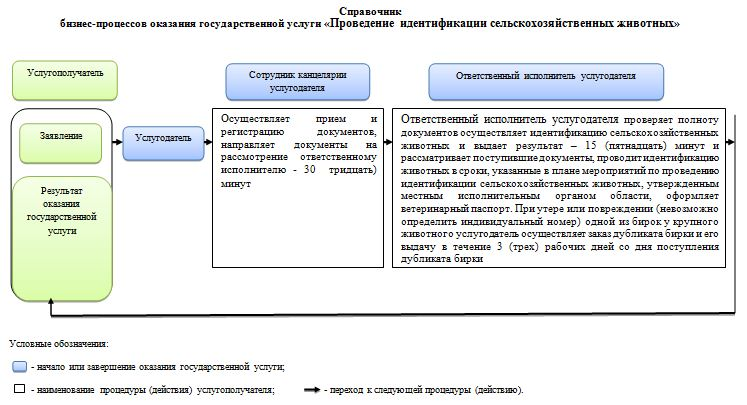 Справочник
бизнес-процессов оказания государственной услуги «Проведение идентификации сельскохозяйственных животных»
Услугополучатель
Сотрудник канцелярии
услугодателя
Ответственный исполнитель услугодателя
Заявление
Услугодатель
Результат
оказания
государственной
услуги
Осуществляет прием и
регистрацию документов,
направляет документы на
рассмотрение ответственному
исполнителю - 30 тридцать)
минут
Ответственный исполнитель услугодателя проверяет полноту
документов осуществляет идентификацию сельскохозяйственных
животных и выдает результат – 15 (пятнадцать) минут и
рассматривает поступившие документы, проводит идентификацию
животных в сроки, указанные в плане мероприятий по проведению
идентификации сельскохозяйственных животных, утвержденным
местным исполнительным органом области, оформляет
ветеринарный паспорт. При утере или повреждении (невозможно
определить индивидуальный номер) одной из бирок у крупного
животного услугодатель осуществляет заказ дубликата бирки и его
выдачу в течение 3 (трех) рабочих дней со дня поступления
дубликата бирки
Условные обозначения:
- начало или завершение оказания государственной услуги;
- наименование процедуры (действия) услугополучателя;
- переход к следующей процедуры (действию).